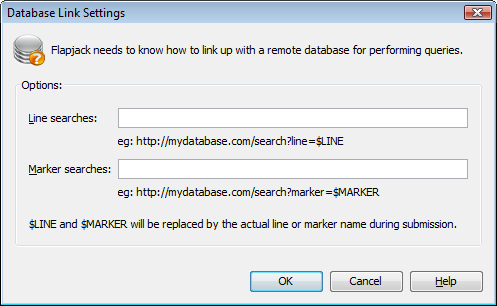 Database Link Settings
Flapjack needs to know how to link up with a remote database for performing queries.
Options:
Line searches:
eg: http://mydatabase.com/search?line=$LINE
Marker searches:
eg: http://mydatabase.com/search?marker=$MARKER
$LINE and $MARKER will be replaced by the actual line or marker name during submission.
OK Cancel Help